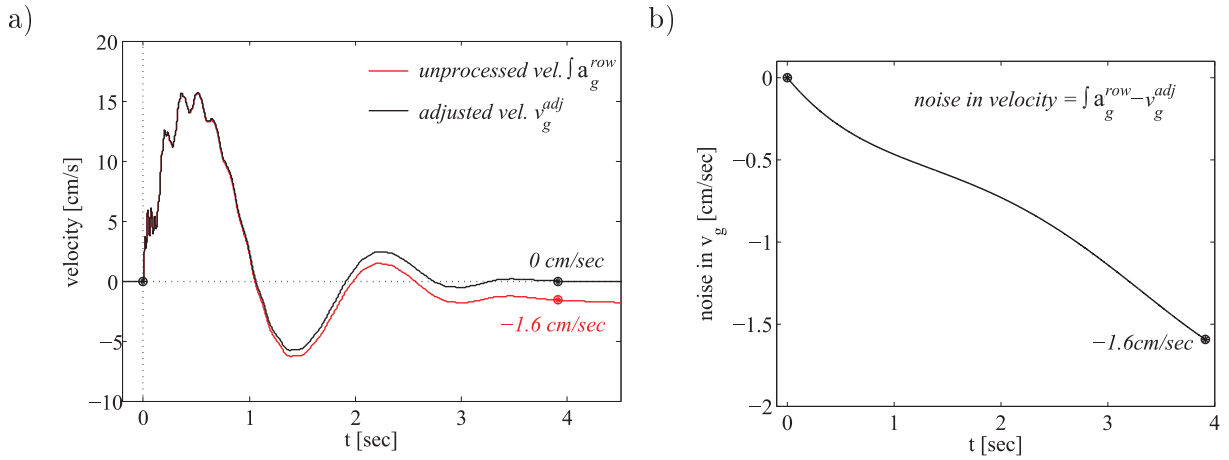 a)
20
15
10
5
0
−5
−10
velocity [cm/s]
unprocessed vel. ∫ a_g^row
adjusted vel. v_g^adj
0 cm/sec
−1.6 cm/sec
0 1 2 3 4
t [sec]
b)
0
−0.5
−1
−1.5
−2
noise in v_g [cm/sec]
noise in velocity = ∫ a_g^row − v_g^adj
−1.6cm/sec
0 1 2 3 4
t [sec]